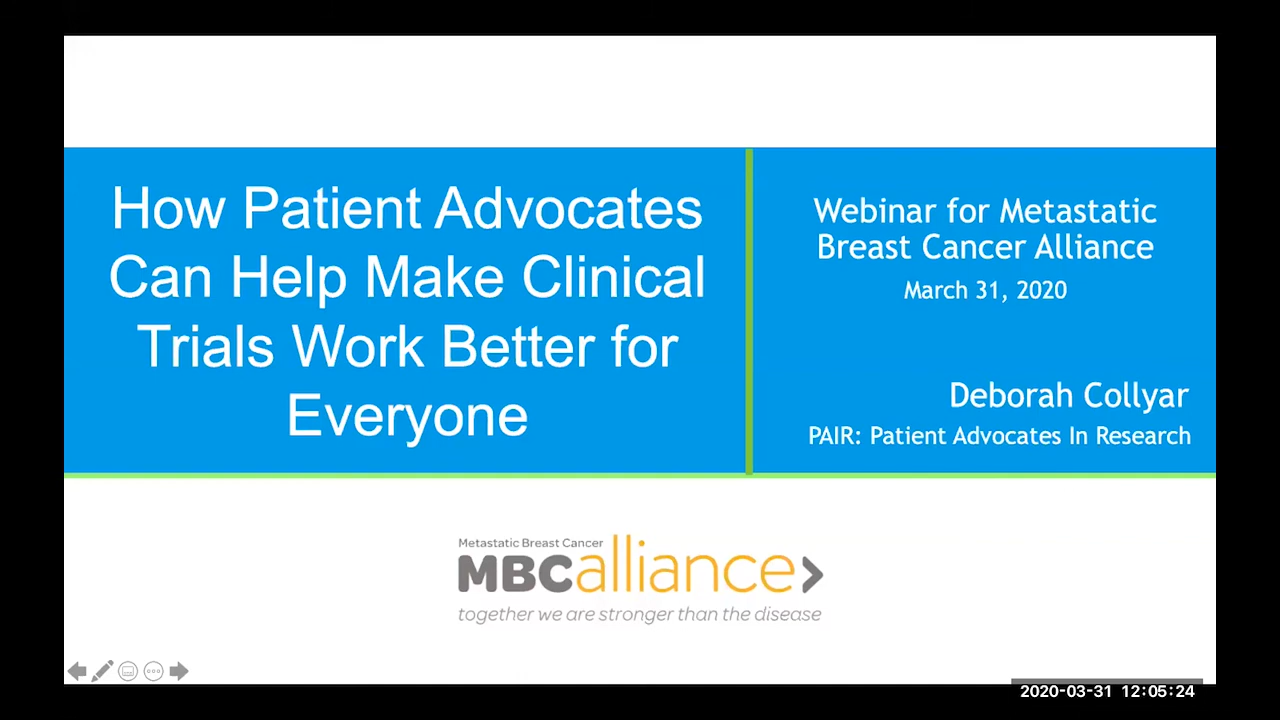 How Patient Advocates
Can Help Make Clinical
Trials Work Better for
Everyone
Webinar for Metastatic
Breast Cancer Alliance
March 31, 2020
Deborah Collyar
PAIR: Patient Advocates In Research
Metastatic Breast Cancer
MBCalliance
together we are stronger than the disease
2020-03-31 12:05:24